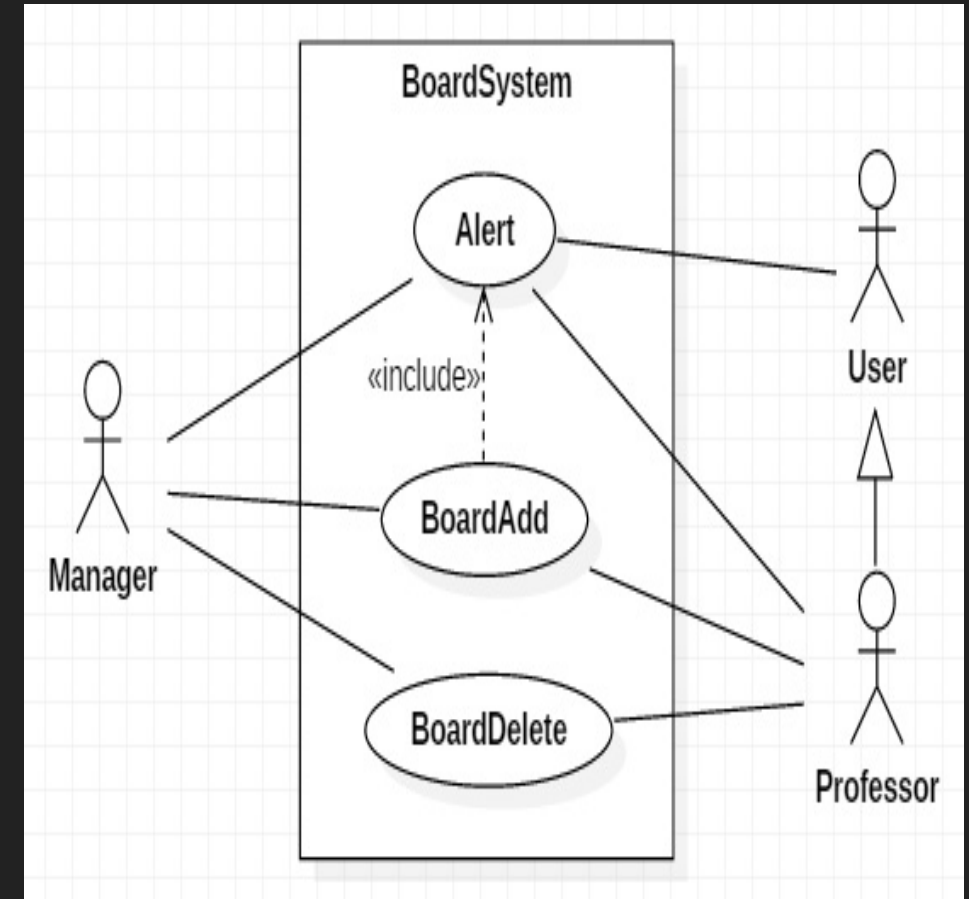 BoardSystem
Alert
User
«include»
BoardAdd
Manager
BoardDelete
Professor